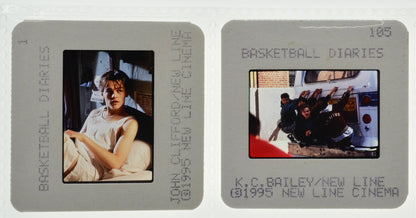 1
BASKETBALL DIARIES
JOHN CLIFFORD/NEW LINE
©1995 NEW LINE CINEMA
105
BASKETBALL DIARIES
K.C.BAILEY/NEW LINE
©1995 NEW LINE CINEMA